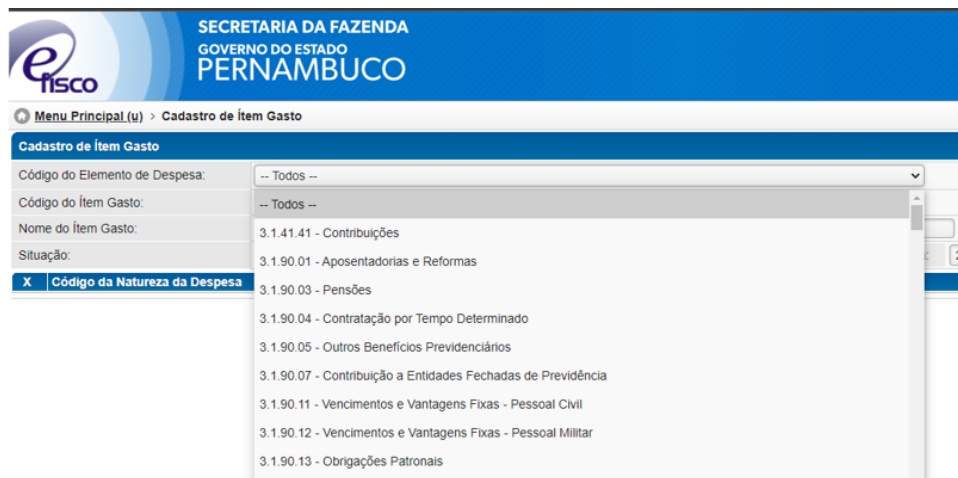 efisco
SECRETARIA DA FAZENDA
GOVERNO DO ESTADO
PERNAMBUCO
Menu Principal (u) > Cadastro de Ítem Gasto
Cadastro de Ítem Gasto
Código do Elemento de Despesa: -- Todos --
Código do Ítem Gasto:
Nome do Ítem Gasto:
Situação:
X Código da Natureza da Despesa
-- Todos --
3.1.41.41 - Contribuições
3.1.90.01 - Aposentadorias e Reformas
3.1.90.03 - Pensões
3.1.90.04 - Contratação por Tempo Determinado
3.1.90.05 - Outros Benefícios Previdenciários
3.1.90.07 - Contribuição a Entidades Fechadas de Previdência
3.1.90.11 - Vencimentos e Vantagens Fixas - Pessoal Civil
3.1.90.12 - Vencimentos e Vantagens Fixas - Pessoal Militar
3.1.90.13 - Obrigações Patronais